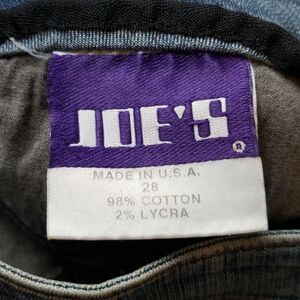 JOE'S ®
MADE IN U.S.A.
28
98% COTTON
2% LYCRA